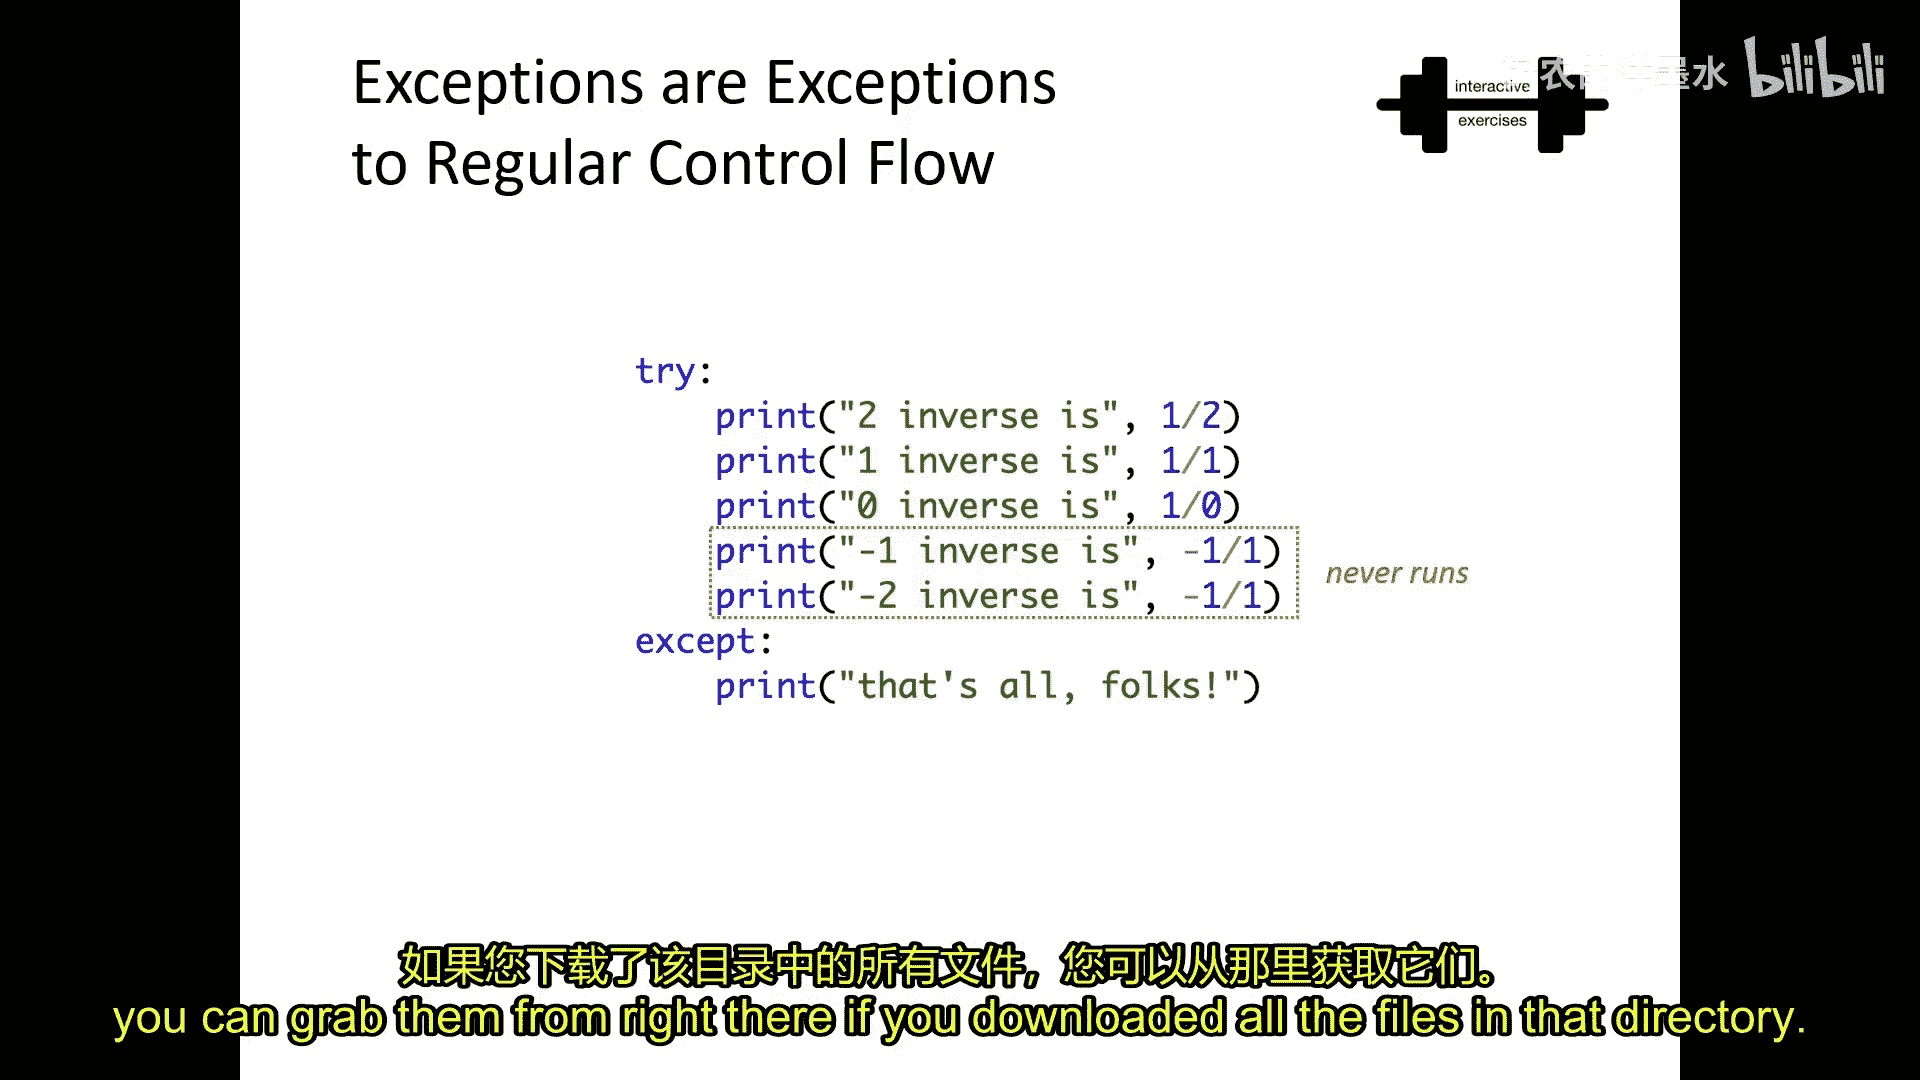 Exceptions are Exceptions
to Regular Control Flow
interactive
exercises
bilibili
try:
    print("2 inverse is", 1/2)
    print("1 inverse is", 1/1)
    print("0 inverse is", 1/0)
    print("-1 inverse is", -1/1)
    print("-2 inverse is", -1/1)
never runs
except:
    print("that's all, folks!")
如果您下载了该目录中的所有文件，您可以从那里获取它们。
you can grab them from right there if you downloaded all the files in that directory.